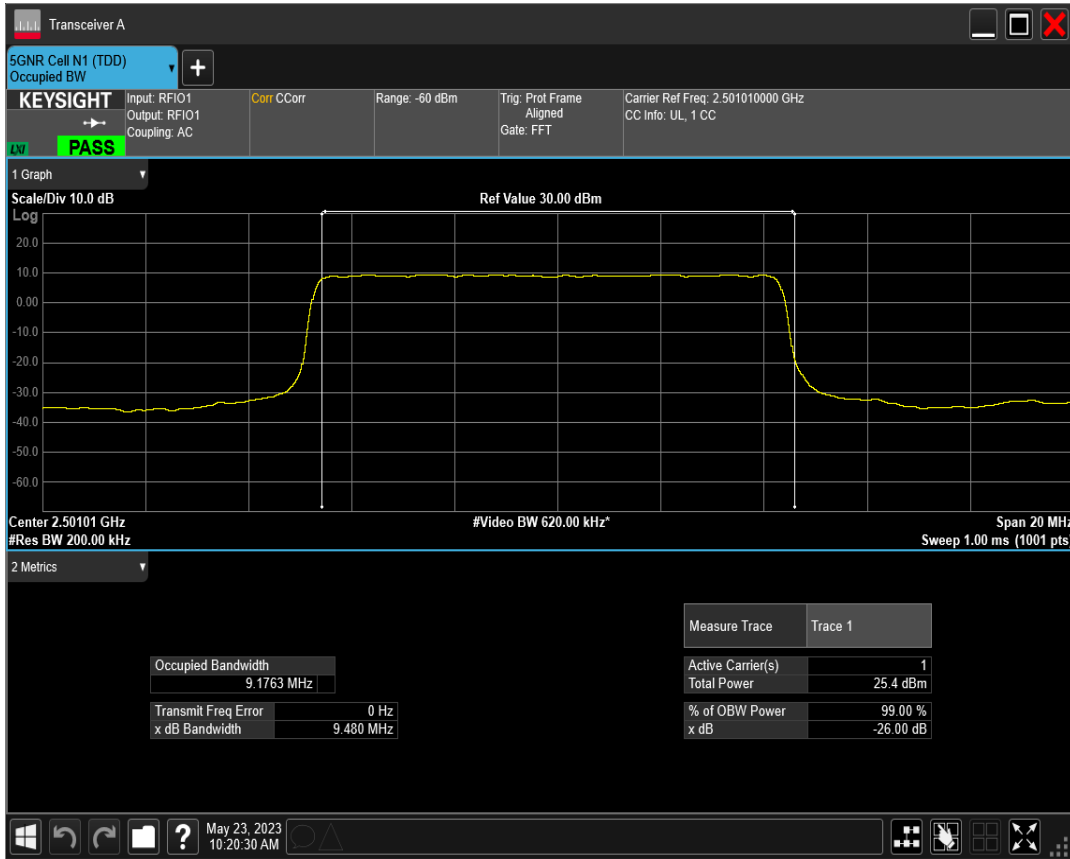 Transceiver A
5GNR Cell N1 (TDD)
Occupied BW
+
KEYSIGHT
LXI
PASS
Input: RFIO1
Output: RFIO1
Coupling: AC
Corr CCorr
Range: -60 dBm
Trig: Prot Frame
Aligned
Gate: FFT
Carrier Ref Freq: 2.501010000 GHz
CC Info: UL, 1 CC
1 Graph
Scale/Div 10.0 dB
Ref Value 30.00 dBm
Log
20.0
10.0
0.00
-10.0
-20.0
-30.0
-40.0
-50.0
-60.0
Center 2.50101 GHz
#Video BW 620.00 kHz*
Span 20 MHz
#Res BW 200.00 kHz
Sweep 1.00 ms (1001 pts)
2 Metrics
Measure Trace Trace 1
Occupied Bandwidth
9.1763 MHz
Active Carrier(s) 1
Total Power 25.4 dBm
Transmit Freq Error 0 Hz
x dB Bandwidth 9.480 MHz
% of OBW Power 99.00 %
x dB -26.00 dB
?
May 23, 2023
10:20:30 AM